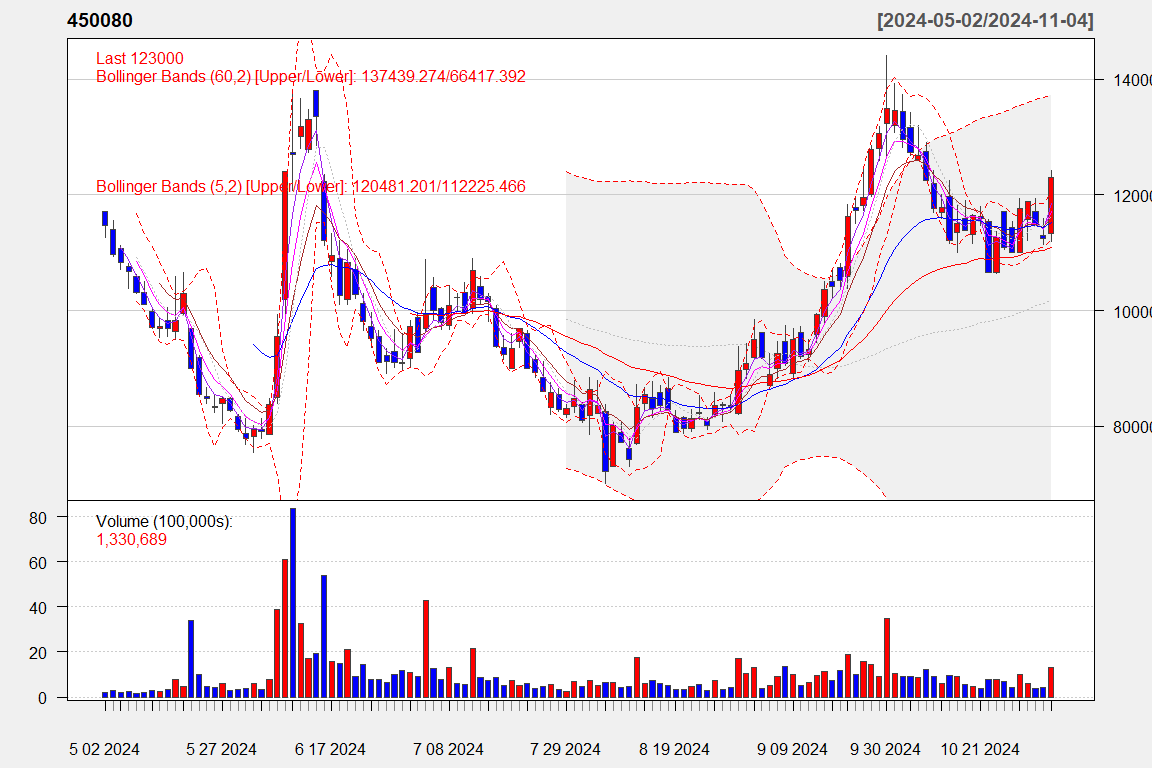 450080 [2024-05-02/2024-11-04]
Last 123000
Bollinger Bands (60,2) [Upper/Lower]: 137439.274/66417.392
14000
Bollinger Bands (5,2) [Upper/Lower]: 120481.201/112225.466
12000
10000
80000
80
Volume (100,000s):
1,330,689
60
40
20
0
5 02 2024 5 27 2024 6 17 2024 7 08 2024 7 29 2024 8 19 2024 9 09 2024 9 30 2024 10 21 2024